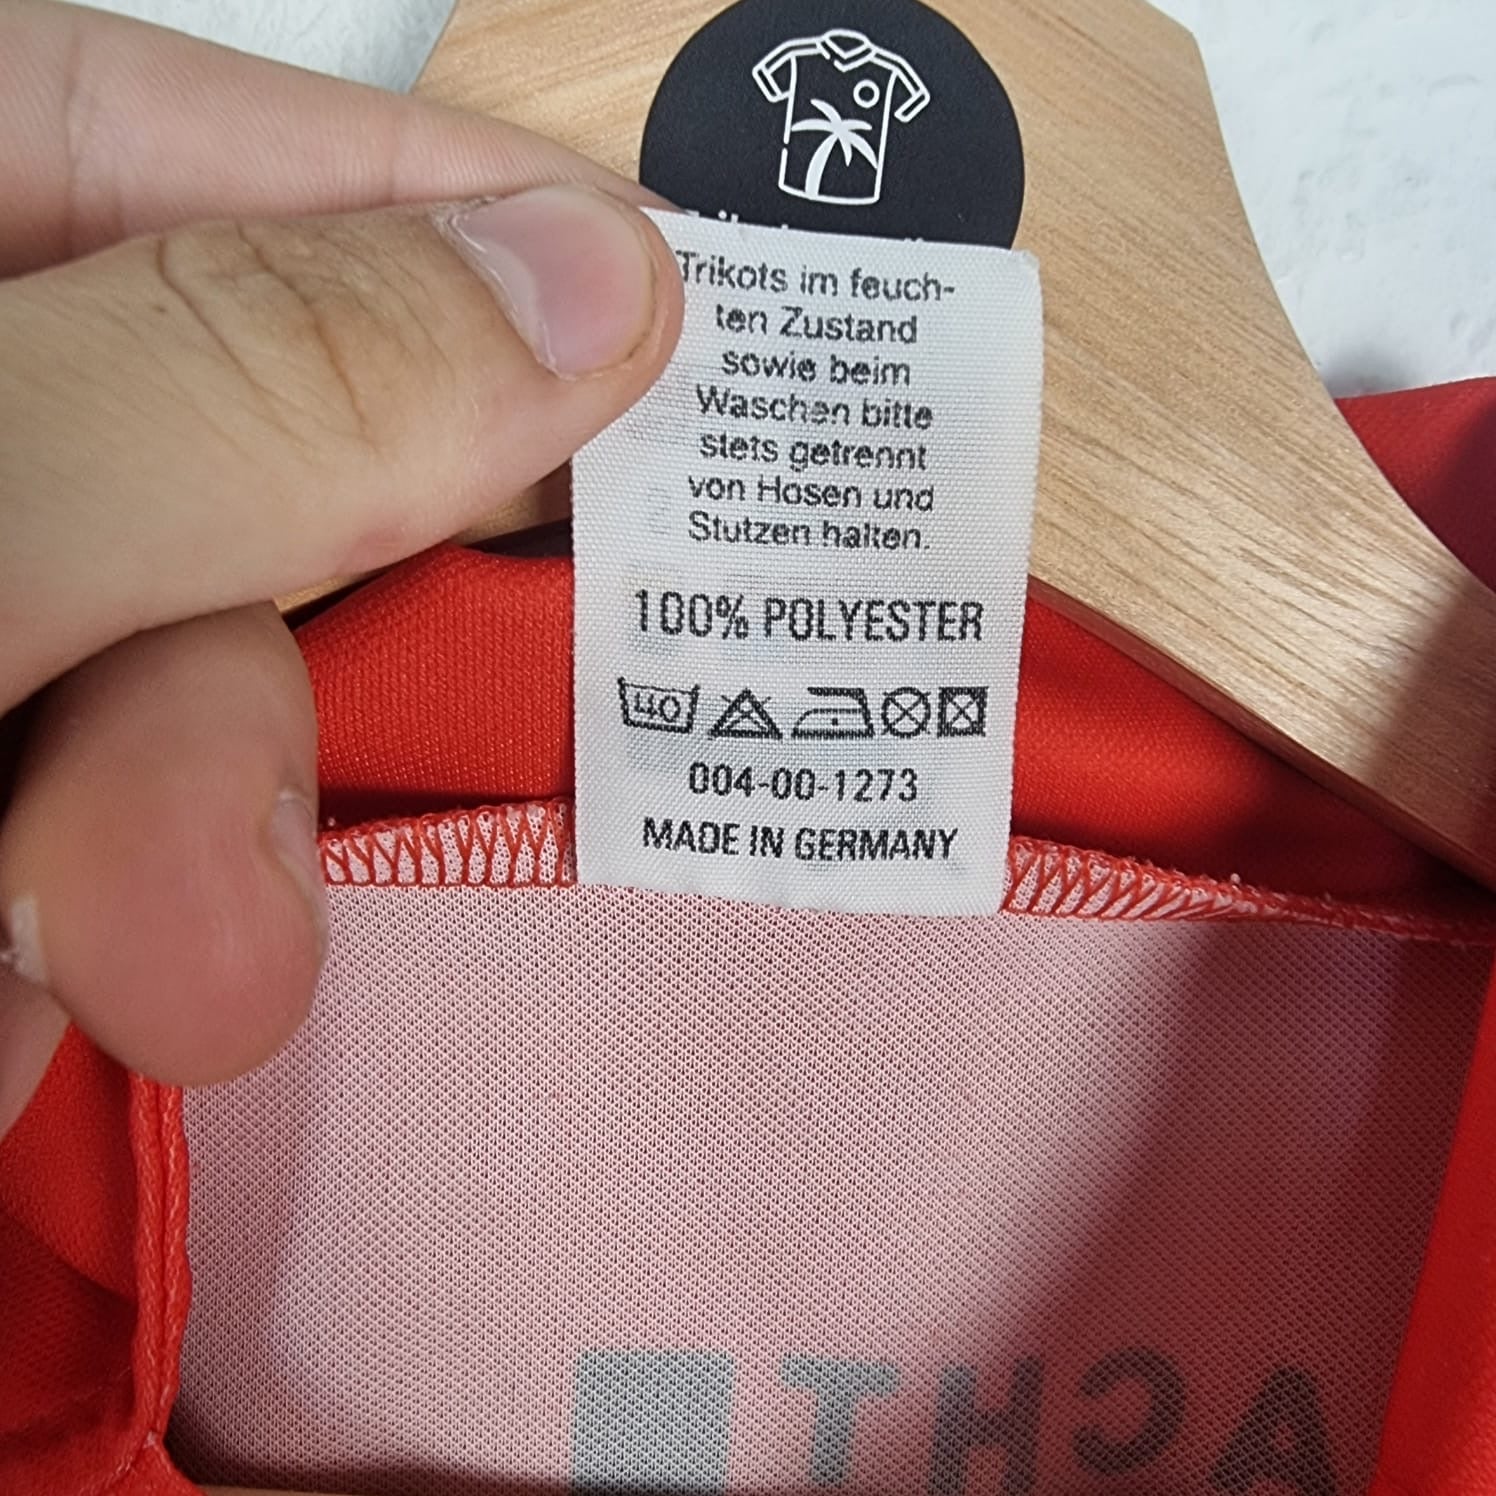 Trikots im feuch-
ten Zustand
sowie beim
Waschen bitte
stets getrennt
von Hosen und
Stutzen halten.
100% POLYESTER
40
004-00-1273
MADE IN GERMANY
ACHT